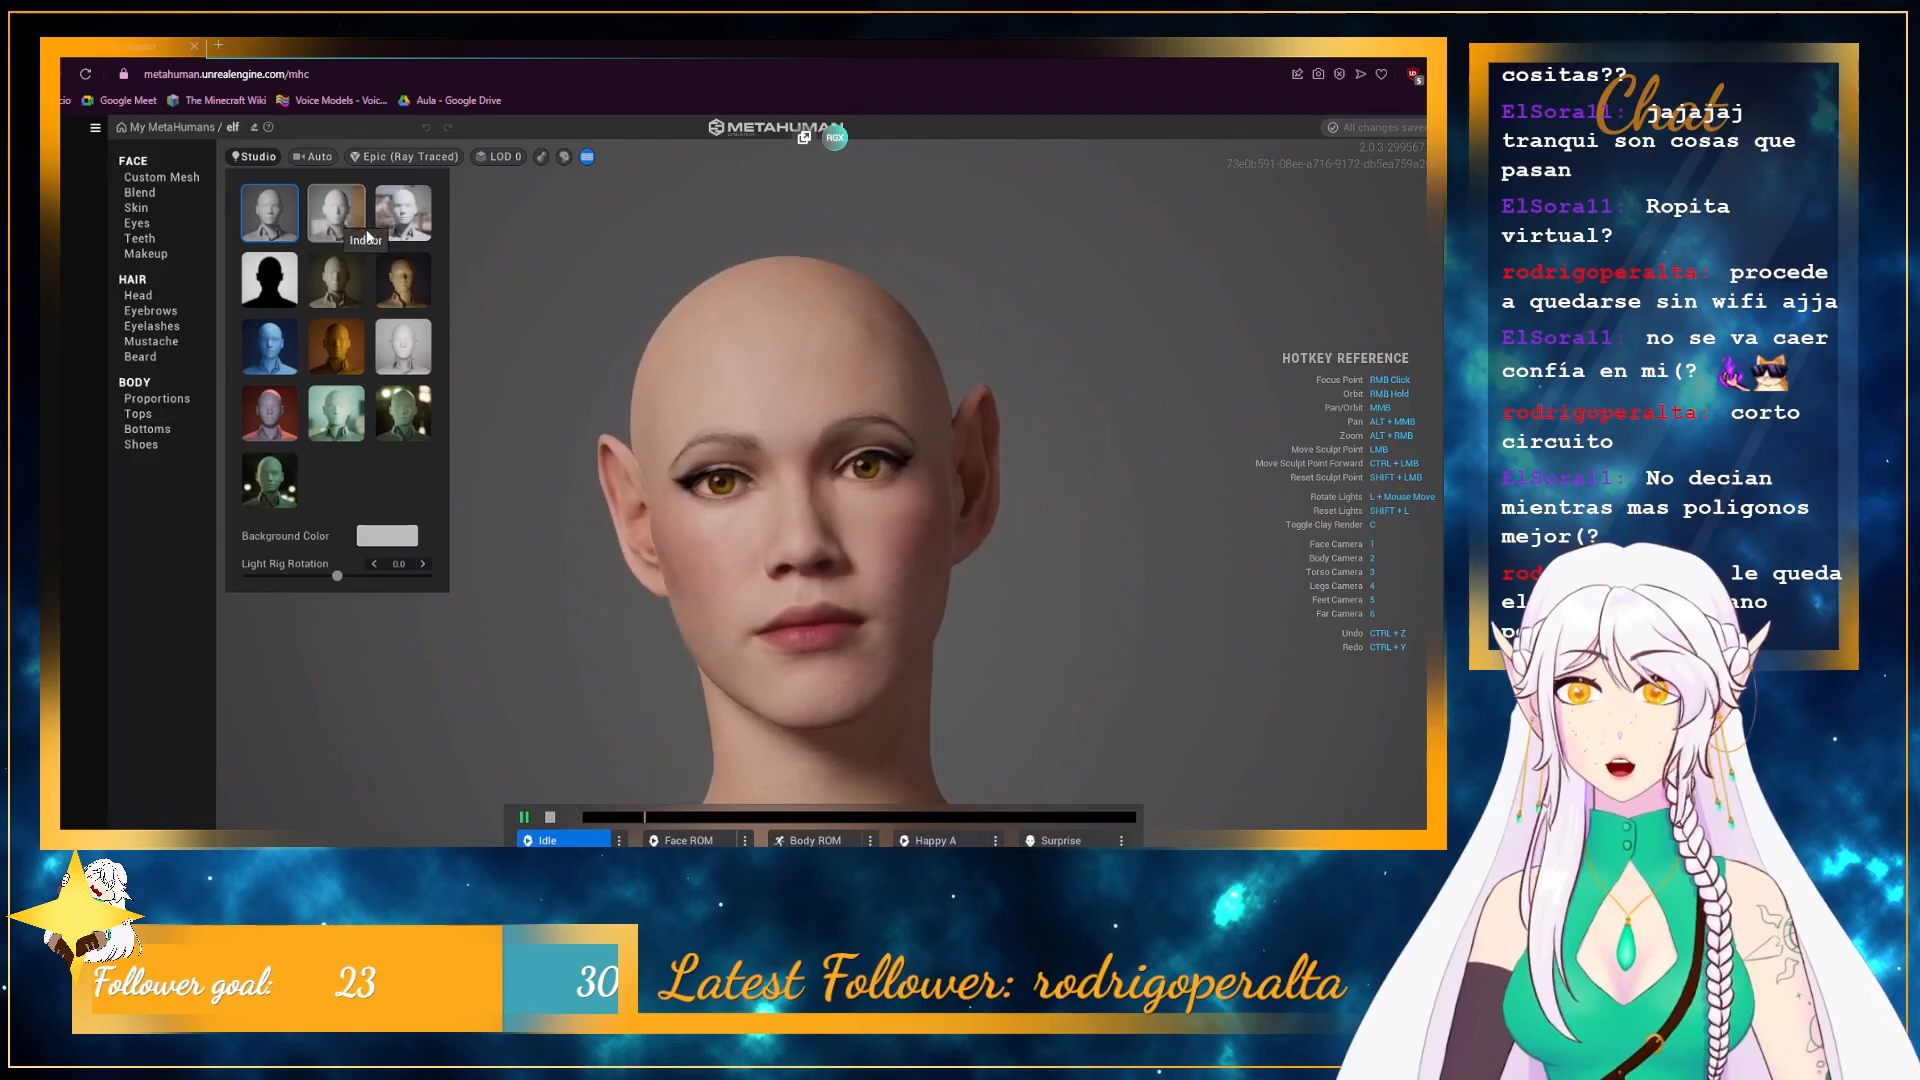 metahuman.unrealengine.com/mhc
cio
Google Meet
The Minecraft Wiki
Voice Models - Voic...
Aula - Google Drive
My MetaHumans / elf
METAHUMAN
RGX
All changes saved
2.0.3-299567
FACE
Custom Mesh
Blend
Skin
Eyes
Teeth
Makeup
HAIR
Head
Eyebrows
Eyelashes
Mustache
Beard
BODY
Proportions
Tops
Bottoms
Shoes
Studio
Auto
Epic (Ray Traced)
LOD 0
Indoor
Background Color
Light Rig Rotation
0.0
HOTKEY REFERENCE
Focus Point RMB Click
Orbit RMB Hold
Pan/Orbit MMB
Pan ALT + MMB
Zoom ALT + RMB
Move Sculpt Point LMB
Move Sculpt Point Forward CTRL + LMB
Reset Sculpt Point SHIFT + LMB
Rotate Lights L + Mouse Move
Reset Lights SHIFT + L
Toggle Clay Render C
Face Camera 1
Body Camera 2
Torso Camera 3
Legs Camera 4
Feet Camera 5
Far Camera 6
Undo CTRL + Z
Redo CTRL + Y
Idle
Face ROM
Body ROM
Happy A
Surprise
Chat
cositas??
ElSora11: jajajaj
tranqui son cosas que
pasan
ElSora11: Ropita
virtual?
rodrigoperalta: procede
a quedarse sin wifi ajja
ElSora11: no se va caer
confía en mi(?
rodrigoperalta: corto
circuito
ElSora11: No decian
mientras mas poligonos
mejor(?
le queda
Follower goal: 23
30
Latest Follower: rodrigoperalta